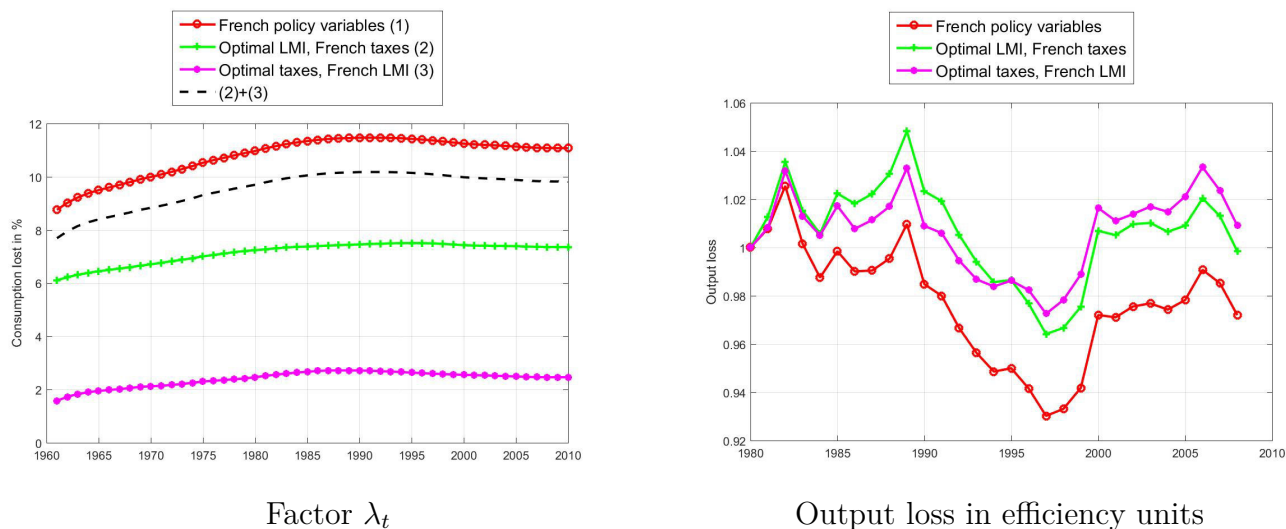 French policy variables (1)
Optimal LMI, French taxes (2)
Optimal taxes, French LMI (3)
(2)+(3)
Consumption lost in %
12
10
8
6
4
2
0
1960 1965 1970 1975 1980 1985 1990 1995 2000 2005 2010
Factor λt
French policy variables
Optimal LMI, French taxes
Optimal taxes, French LMI
Output loss
1.06
1.04
1.02
1
0.98
0.96
0.94
0.92
1980 1985 1990 1995 2000 2005 2010
Output loss in efficiency units